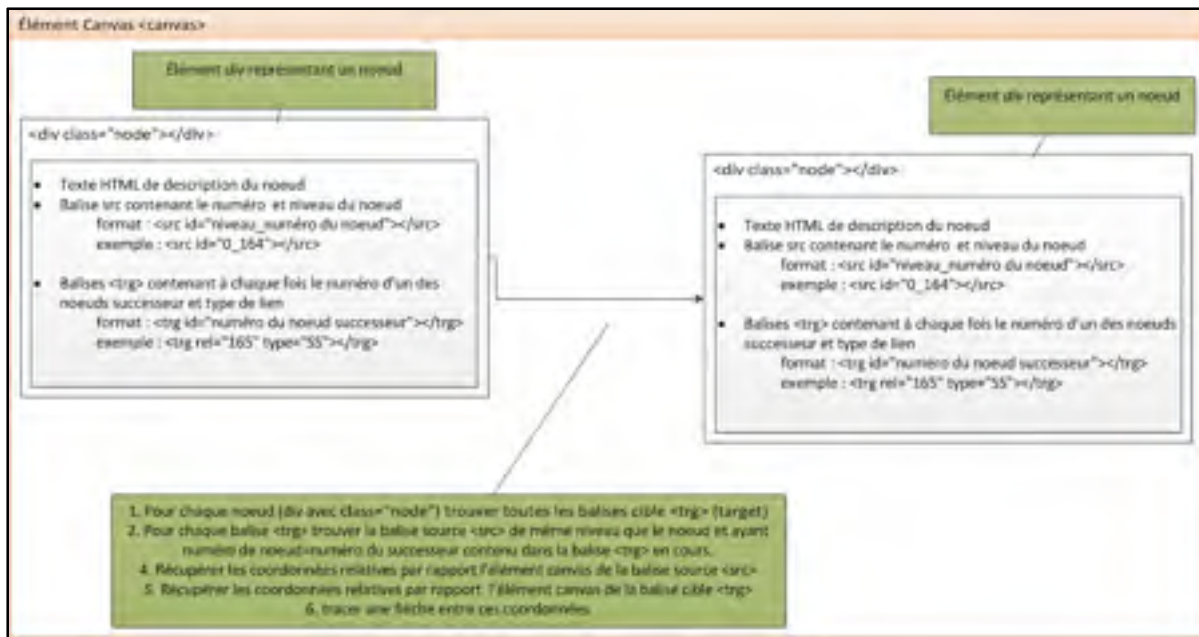 Élément Canvas <canvas>
Élément div représentant un noeud
<div class="node"></div>
• Texte HTML de description du noeud
• Balise src contenant le numéro et niveau du noeud
format : <src id="niveau_numéro du noeud"></src>
exemple : <src id="0_164"></src>
• Balises <trg> contenant à chaque fois le numéro d'un des
noeuds successeur et type de lien
format : <trg id="numéro du noeud successeur"></trg>
exemple : <trg rel="165" type="SS"></trg>
Élément div représentant un noeud
<div class="node"></div>
• Texte HTML de description du noeud
• Balise src contenant le numéro et niveau du noeud
format : <src id="niveau_numéro du noeud"></src>
exemple : <src id="0_164"></src>
• Balises <trg> contenant à chaque fois le numéro d'un des noeuds
successeur et type de lien
format : <trg id="numéro du noeud successeur"></trg>
exemple : <trg rel="165" type="SS"></trg>
1. Pour chaque noeud (div avec class="node") trouver toutes les balises cible <trg> (target)
2. Pour chaque balise <trg> trouver la balise source <src> de même niveau que le noeud et ayant
numéro de noeud=numéro du successeur contenu dans la balise <trg> en cours.
4. Récupérer les coordonnées relatives par rapport l'élément canvas de la balise source <src>
5. Récupérer les coordonnées relatives par rapport l'élément canvas de la balise cible <trg>
6. tracer une flèche entre ces coordonnées